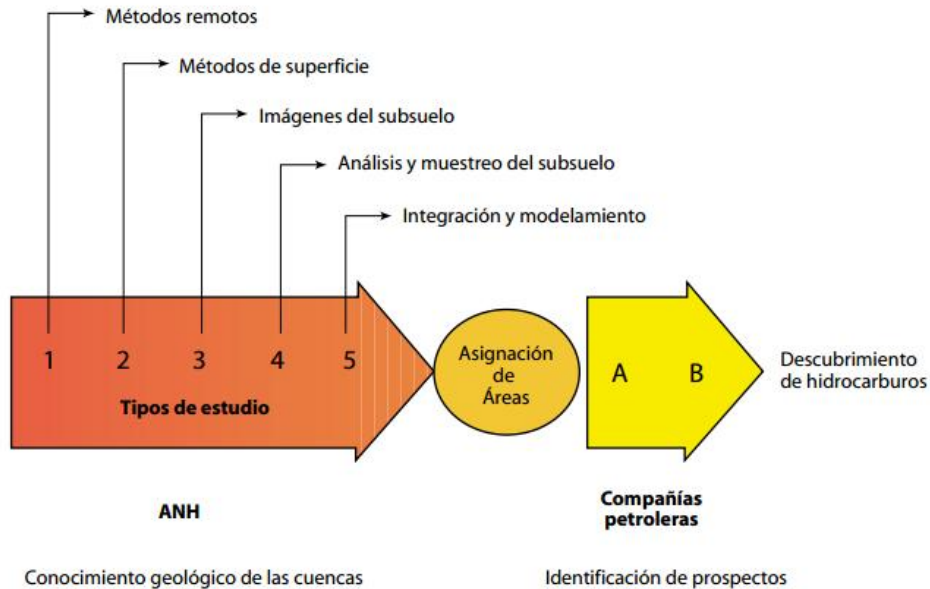 Métodos remotos
Métodos de superficie
Imágenes del subsuelo
Análisis y muestreo del subsuelo
Integración y modelamiento
1 2 3 4 5
Tipos de estudio
Asignación
de
Áreas
A B
Descubrimiento
de hidrocarburos
ANH
Compañías
petroleras
Conocimiento geológico de las cuencas
Identificación de prospectos